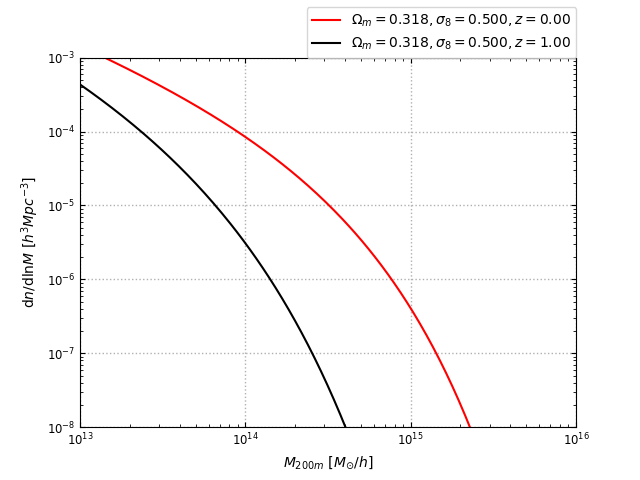 Ωₘ = 0.318, σ₈ = 0.500, z = 0.00
Ωₘ = 0.318, σ₈ = 0.500, z = 1.00
10⁻³
10⁻⁴
10⁻⁵
10⁻⁶
10⁻⁷
10⁻⁸
dn/dlnM [h³Mpc⁻³]
10¹³ 10¹⁴ 10¹⁵ 10¹⁶
M₂₀₀ₘ [M☉/h]